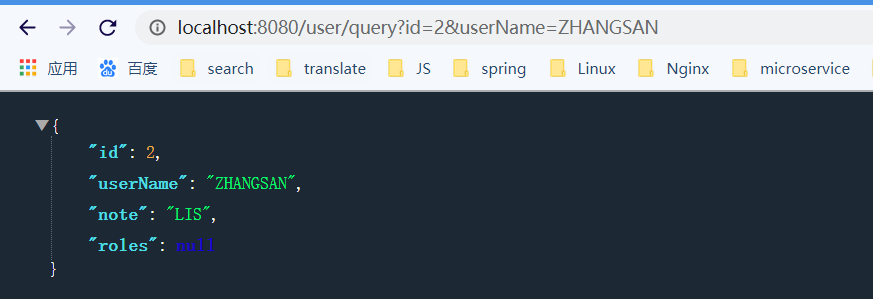 localhost:8080/user/query?id=2&userName=ZHANGSAN
应用 du 百度 search translate JS spring Linux Nginx microservice
{
"id": 2,
"userName": "ZHANGSAN",
"note": "LIS",
"roles": null
}